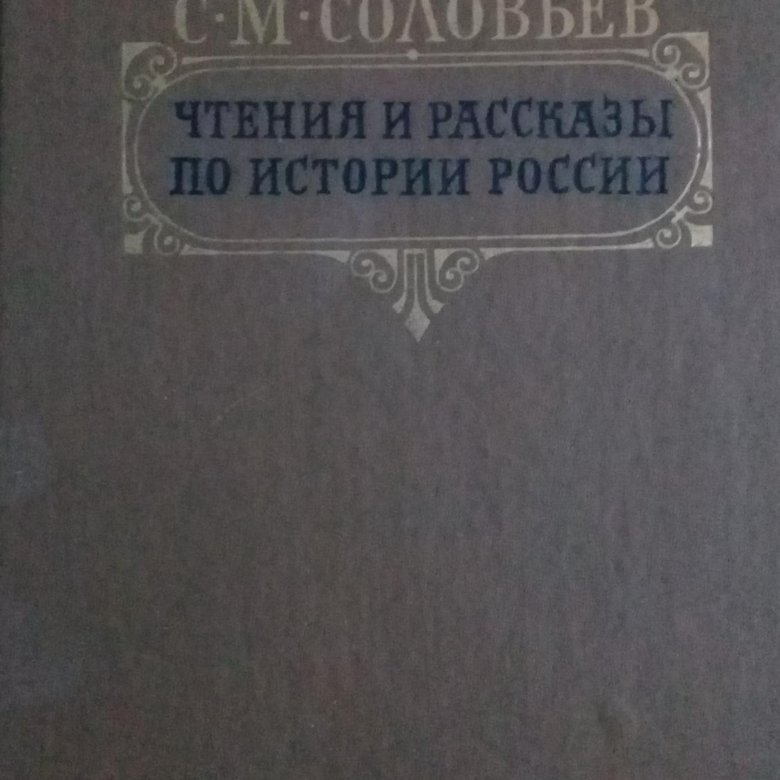 С·М·СОЛОВЬЕВ
ЧТЕНИЯ И РАССКАЗЫ
ПО ИСТОРИИ РОССИИ